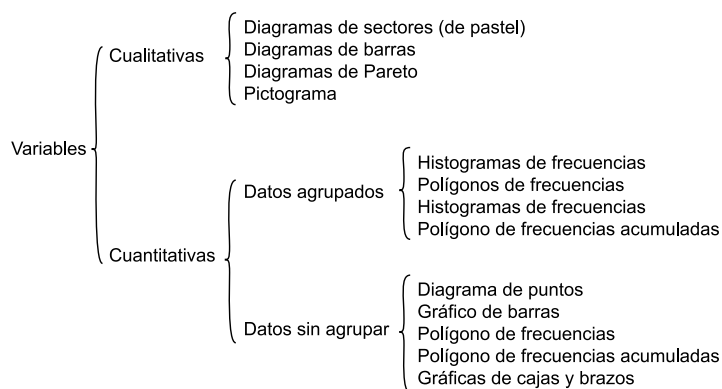 Variables
Cualitativas
Diagramas de sectores (de pastel)
Diagramas de barras
Diagramas de Pareto
Pictograma
Cuantitativas
Datos agrupados
Histogramas de frecuencias
Polígonos de frecuencias
Histogramas de frecuencias
Polígono de frecuencias acumuladas
Datos sin agrupar
Diagrama de puntos
Gráfico de barras
Polígono de frecuencias
Polígono de frecuencias acumuladas
Gráficas de cajas y brazos